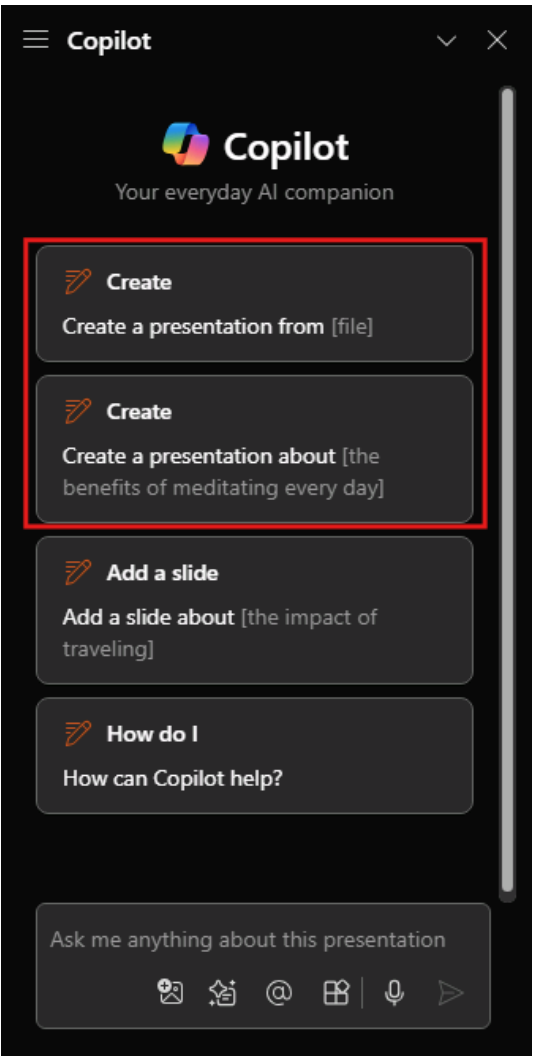 Copilot
Copilot
Your everyday AI companion
Create
Create a presentation from [file]
Create
Create a presentation about [the
benefits of meditating every day]
Add a slide
Add a slide about [the impact of
traveling]
How do I
How can Copilot help?
Ask me anything about this presentation